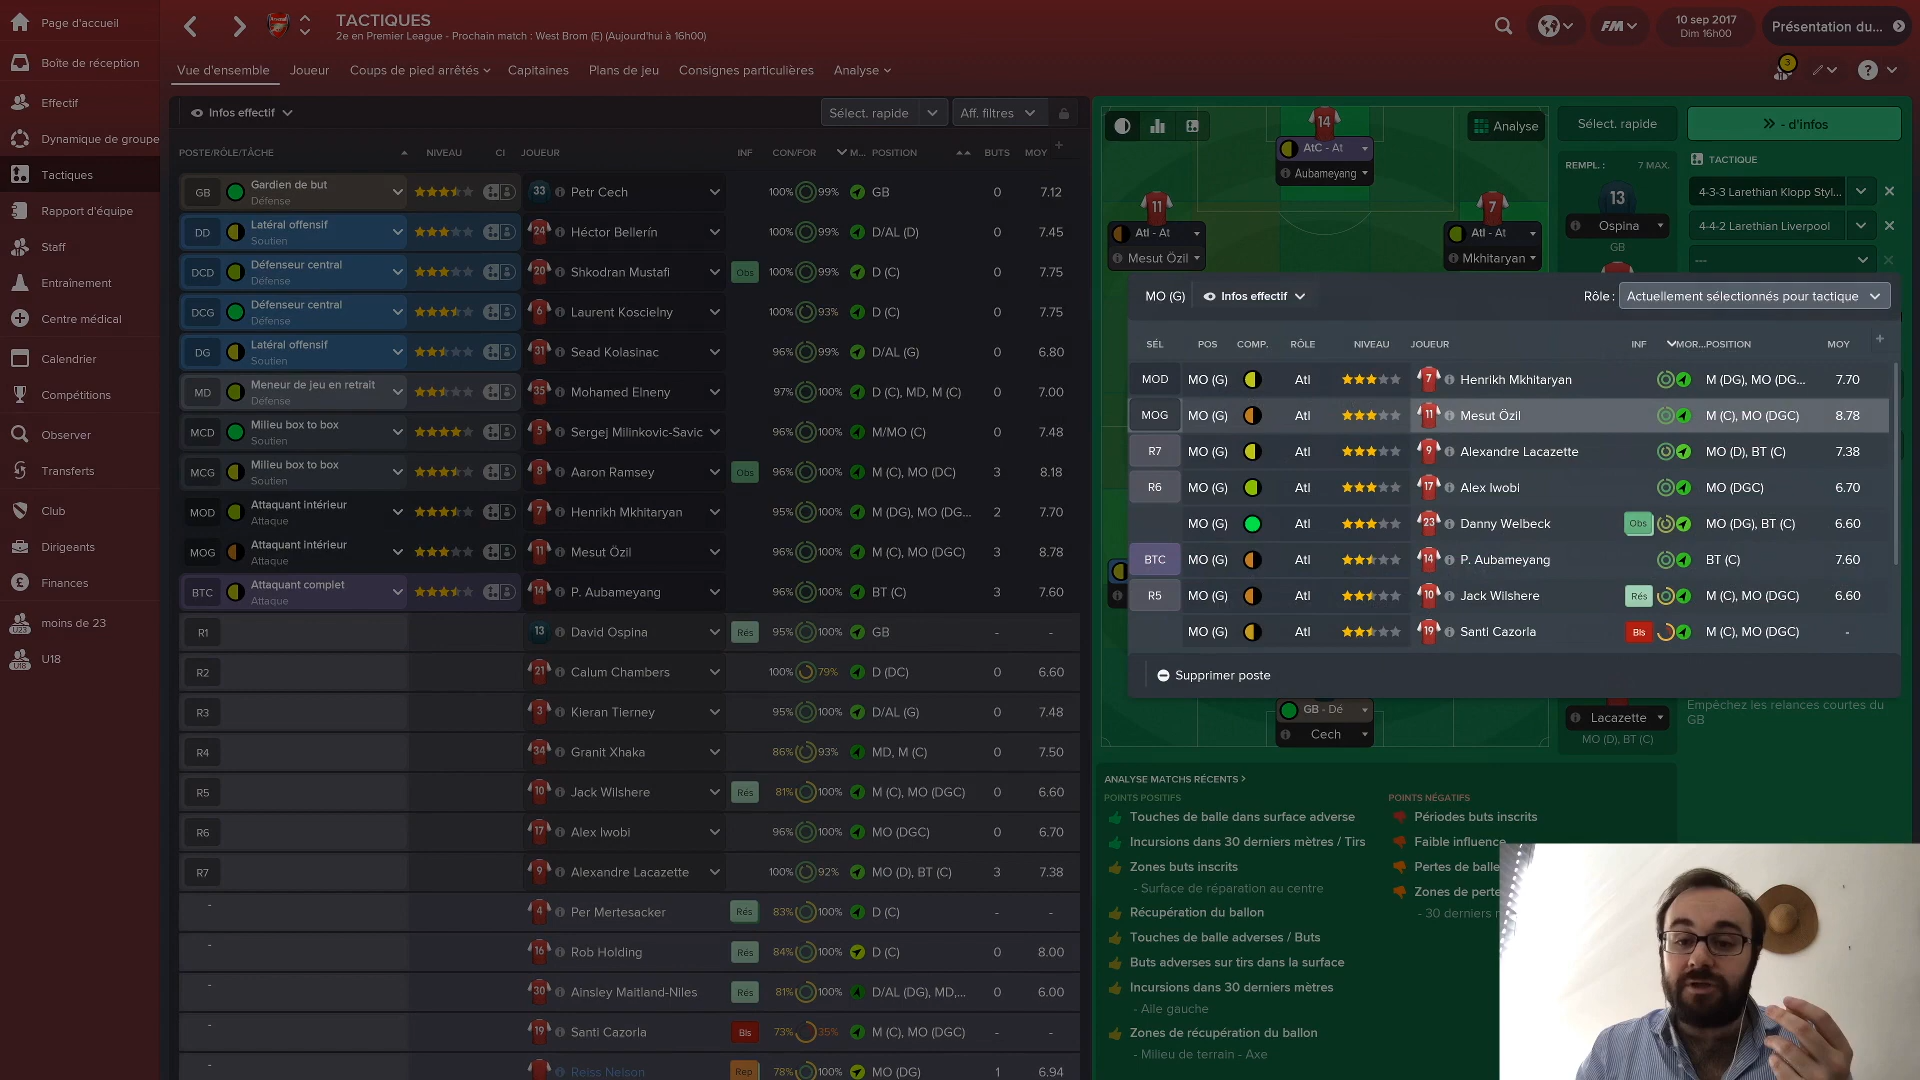 Page d'accueil
Boîte de réception
Effectif
Dynamique de groupe
Tactiques
Rapport d'équipe
Staff
Entraînement
Centre médical
Calendrier
Compétitions
Observer
Transferts
Club
Dirigeants
Finances
moins de 23
U18
TACTIQUES
2e en Premier League - Prochain match : West Brom (E) (Aujourd'hui à 16h00)
FM
10 sep 2017
Dim 16h00
Présentation du...
Vue d'ensemble Joueur Coups de pied arrêtés Capitaines Plans de jeu Consignes particulières Analyse
3
Infos effectif Sélect. rapide Aff. filtres
POSTE/RÔLE/TÂCHE NIVEAU CI JOUEUR INF CON/FOR M... POSITION BUTS MOY
GB Gardien de but Défense 33 Petr Cech 100% 99% GB 0 7.12
DD Latéral offensif Soutien 24 Héctor Bellerín 100% 99% D/AL (D) 0 7.45
DCD Défenseur central Défense 20 Shkodran Mustafi Obs 100% 99% D (C) 0 7.75
DCG Défenseur central Défense 6 Laurent Koscielny 100% 93% D (C) 0 7.75
DG Latéral offensif Soutien 31 Sead Kolasinac 96% 99% D/AL (G) 0 6.80
MD Meneur de jeu en retrait Défense 35 Mohamed Elneny 97% 100% D (C), MD, M (C) 0 7.00
MCD Milieu box to box Soutien 5 Sergej Milinkovic-Savic 96% 100% M/MO (C) 0 7.48
MCG Milieu box to box Soutien 8 Aaron Ramsey Obs 96% 100% M (C), MO (DC) 3 8.18
MOD Attaquant intérieur Attaque 7 Henrikh Mkhitaryan 95% 100% M (DG), MO (DG... 2 7.70
MOG Attaquant intérieur Attaque 11 Mesut Özil 96% 100% M (C), MO (DGC) 3 8.78
BTC Attaquant complet Attaque 14 P. Aubameyang 96% 100% BT (C) 3 7.60
R1 13 David Ospina Rés 95% 100% GB - -
R2 21 Calum Chambers 100% 79% D (DC) 0 6.60
R3 3 Kieran Tierney 95% 100% D/AL (G) 0 7.48
R4 34 Granit Xhaka 86% 93% MD, M (C) 0 7.50
R5 10 Jack Wilshere Rés 81% 100% M (C), MO (DGC) 0 6.60
R6 17 Alex Iwobi 96% 100% MO (DGC) 0 6.70
R7 9 Alexandre Lacazette 100% 92% MO (D), BT (C) 3 7.38
- 4 Per Mertesacker Rés 83% 100% D (C) - -
- 16 Rob Holding Rés 84% 100% D (C) 0 8.00
- 30 Ainsley Maitland-Niles Rés 81% 100% D/AL (DG), MD,... 0 6.00
- 19 Santi Cazorla Bls 73% 35% M (C), MO (DGC) - -
Reiss Nelson Rep 78% 100% MO (DG) 1 6.94
Analyse
14
AtC - At
Aubameyang
11
AtI - At
Mesut Özil
7
AtI - At
Mkhitaryan
Sélect. rapide
REMPL. : 7 MAX.
13
Ospina
GB
- d'infos
TACTIQUE
4-3-3 Larethian Klopp Styl...
4-4-2 Larethian Liverpool
---
MO (G) Infos effectif Rôle : Actuellement sélectionnés pour tactique
SÉL POS COMP. RÔLE NIVEAU JOUEUR INF MOR... POSITION MOY
MOD MO (G) AtI 7 Henrikh Mkhitaryan M (DG), MO (DG... 7.70
MOG MO (G) AtI 11 Mesut Özil M (C), MO (DGC) 8.78
R7 MO (G) AtI 9 Alexandre Lacazette MO (D), BT (C) 7.38
R6 MO (G) AtI 17 Alex Iwobi MO (DGC) 6.70
MO (G) AtI 23 Danny Welbeck Obs MO (DG), BT (C) 6.60
BTC MO (G) AtI 14 P. Aubameyang BT (C) 7.60
R5 MO (G) AtI 10 Jack Wilshere Rés M (C), MO (DGC) 6.60
MO (G) AtI 19 Santi Cazorla Bls M (C), MO (DGC) -
Supprimer poste
GB - Dé
Cech
Lacazette
MO (D), BT (C)
Empêchez les relances courtes du
GB
ANALYSE MATCHS RÉCENTS >
POINTS POSITIFS
Touches de balle dans surface adverse
Incursions dans 30 derniers mètres / Tirs
Zones buts inscrits
- Surface de réparation au centre
Récupération du ballon
Touches de balle adverses / Buts
Buts adverses sur tirs dans la surface
Incursions dans 30 derniers mètres
- Aile gauche
Zones de récupération du ballon
- Milieu de terrain - Axe
POINTS NÉGATIFS
Périodes buts inscrits
Faible influence
Pertes de balle
Zones de perte
- 30 derniers